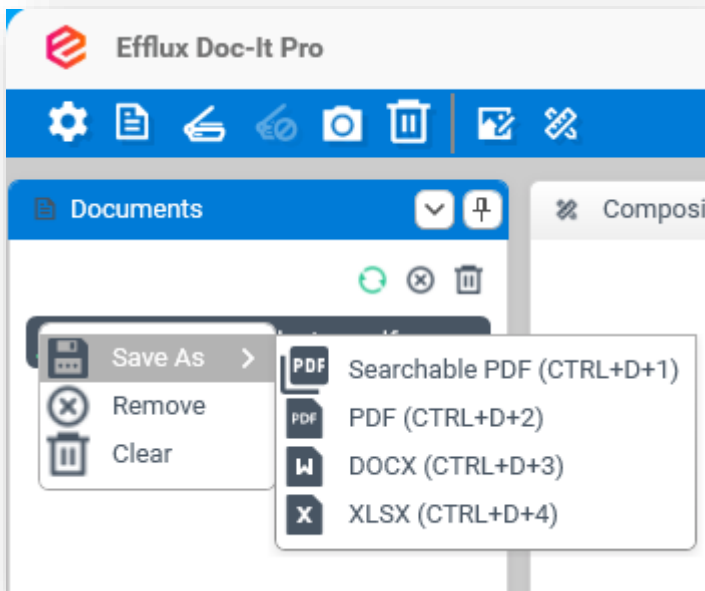 Efflux Doc-It Pro
Documents
Composi
Save As
Remove
Clear
PDF Searchable PDF (CTRL+D+1)
PDF PDF (CTRL+D+2)
W DOCX (CTRL+D+3)
X XLSX (CTRL+D+4)